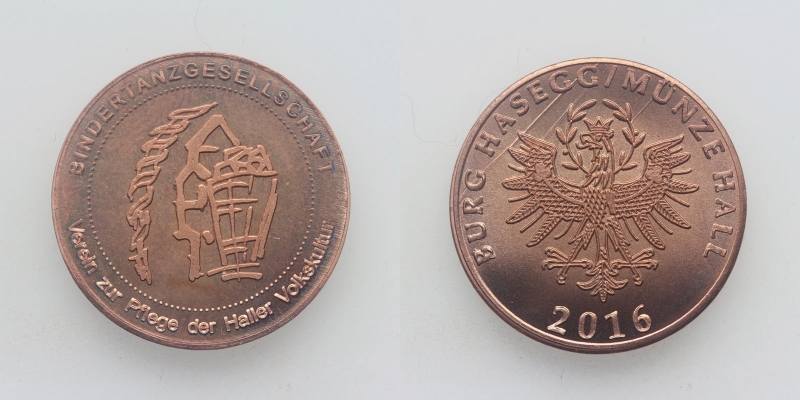 BINDERTANZGESELLSCHAFT
Verein zur Pflege der Haller Volkskultur
BURG HASEGG/MÜNZE HALL
2016